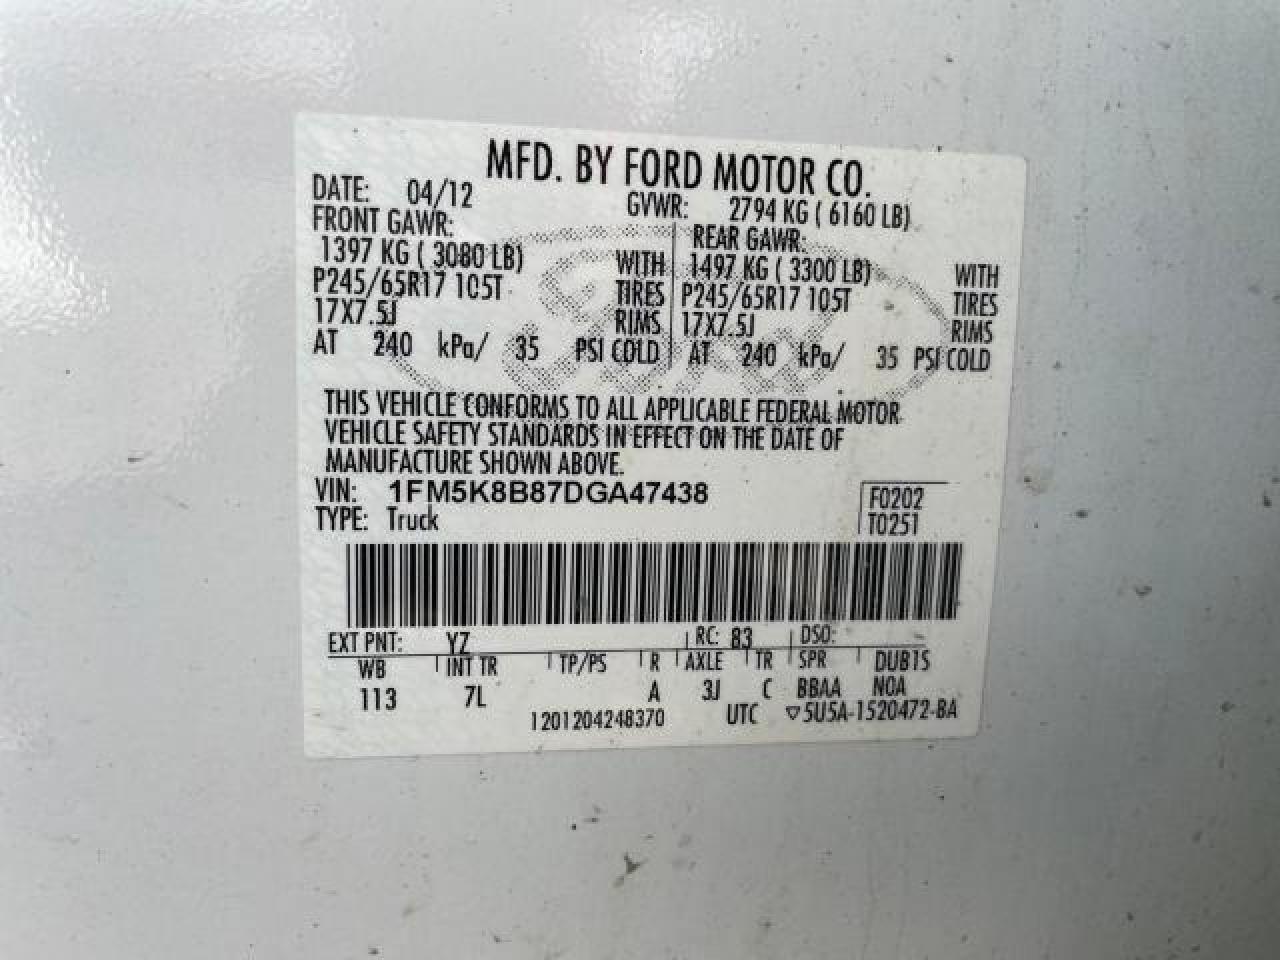 MFD. BY FORD MOTOR CO.
DATE: 04/12 GVWR: 2794 KG ( 6160 LB)
FRONT GAWR: REAR GAWR:
1397 KG ( 3080 LB) WITH 1497 KG ( 3300 LB) WITH
P245/65R17 105T TIRES P245/65R17 105T TIRES
17X7.5J RIMS 17X7.5J RIMS
AT 240 kPa/ 35 PSI COLD AT 240 kPa/ 35 PSI COLD
Ford
THIS VEHICLE CONFORMS TO ALL APPLICABLE FEDERAL MOTOR
VEHICLE SAFETY STANDARDS IN EFFECT ON THE DATE OF
MANUFACTURE SHOWN ABOVE.
VIN: 1FM5K8B87DGA47438 F0202
TYPE: Truck T0251
EXT PNT: YZ RC: 83 DSO:
WB INT TR TP/PS R AXLE TR SPR DUB1S
113 7L A 3J C BBAA NOA
1201204248370 UTC ▽5U5A-1520472-BA